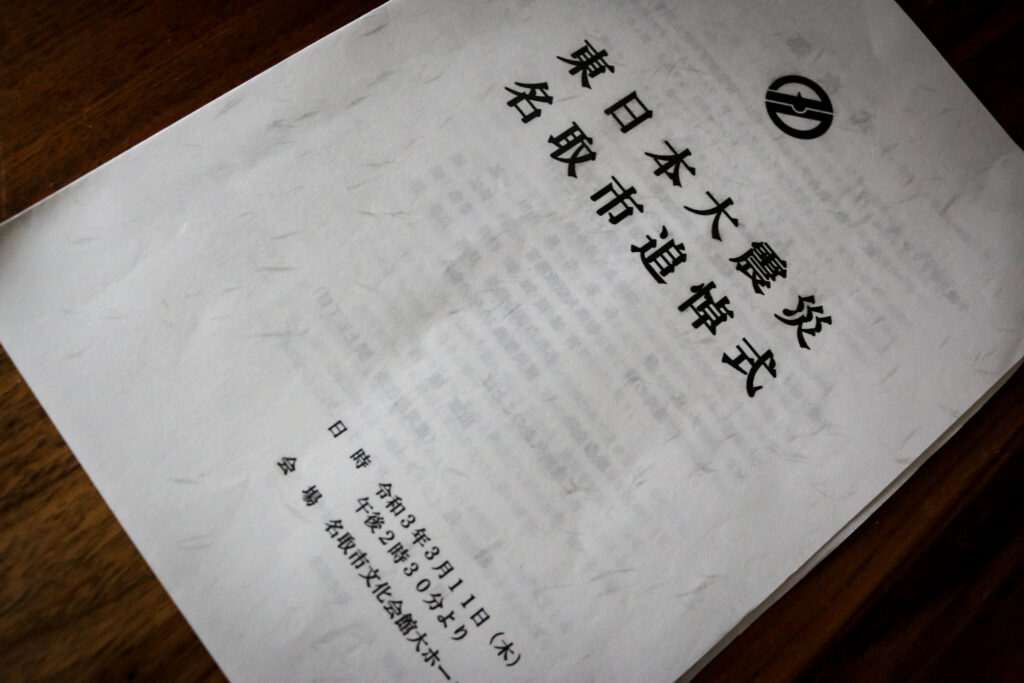 東日本大震災
名取市追悼式
日時 令和3年3月11日(木)
午後2時30分より
会場 名取市文化会館大ホー